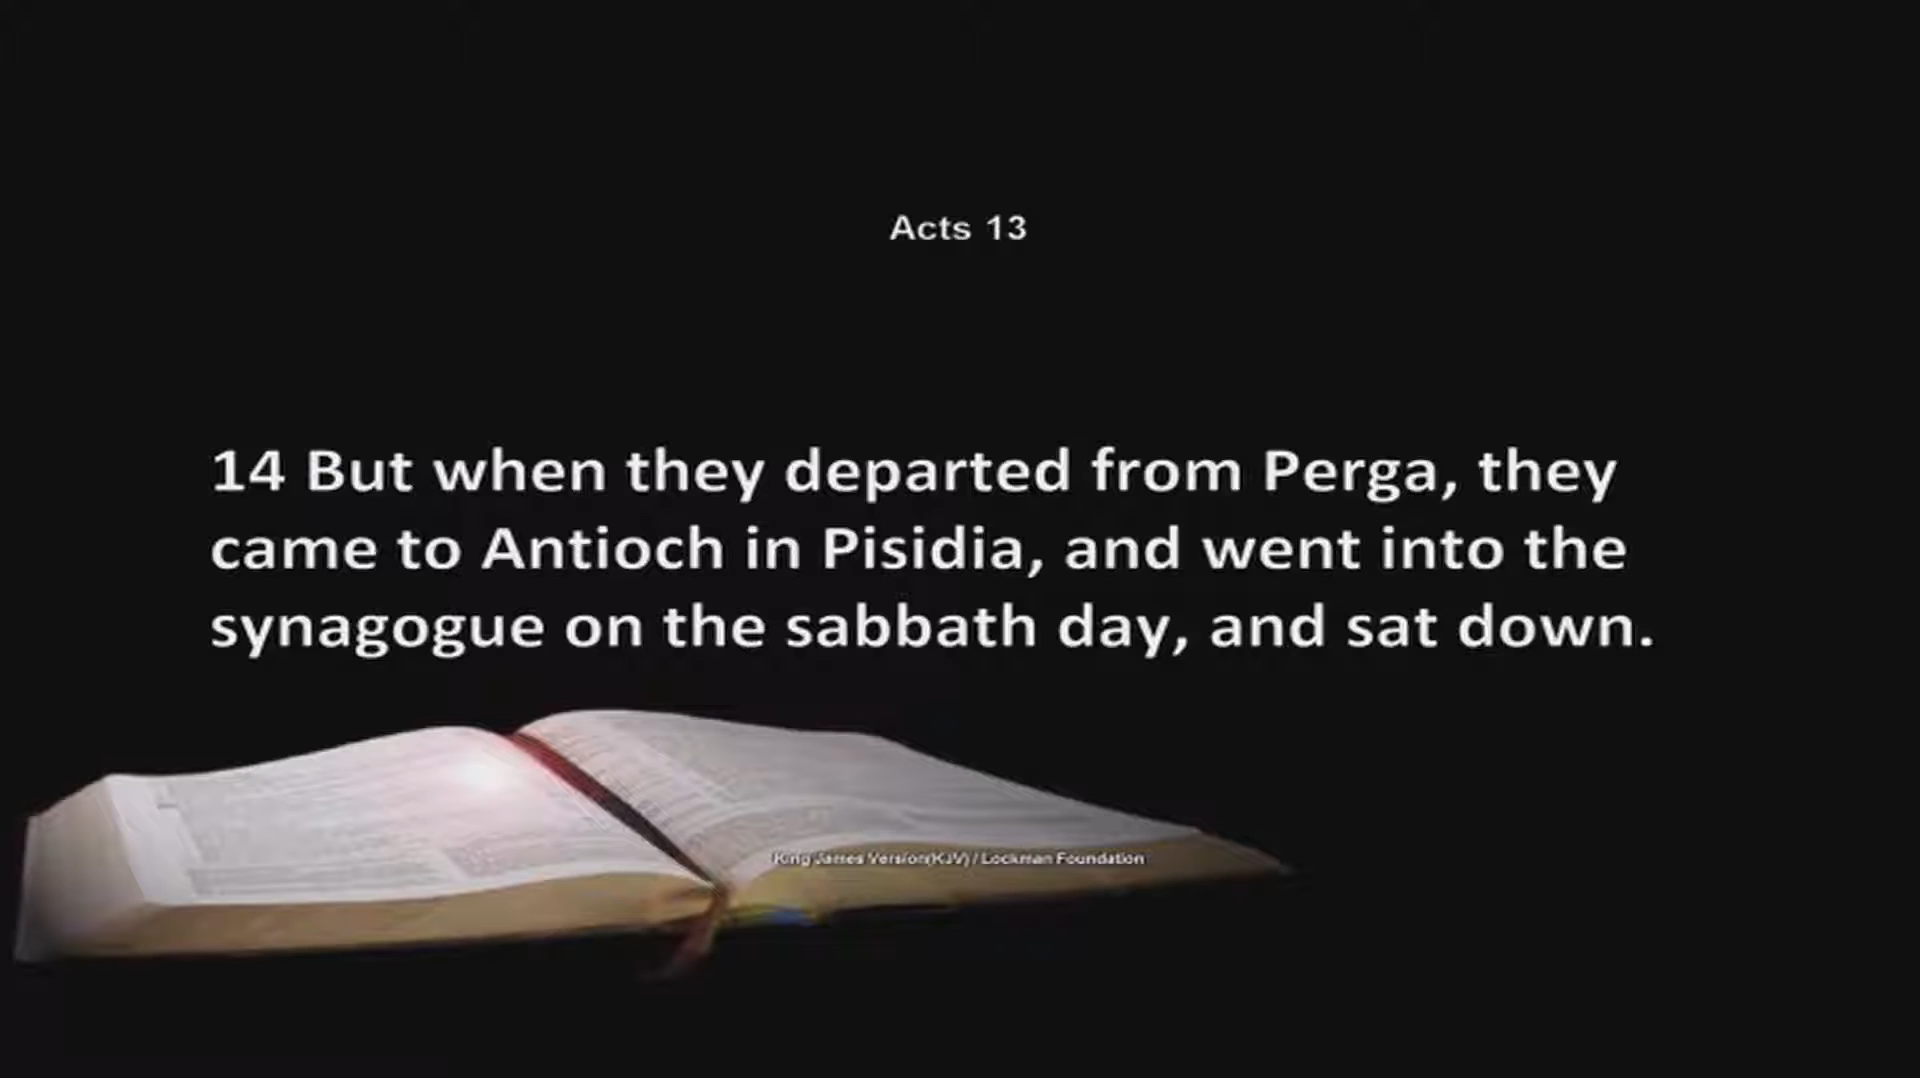 Acts 13
14 But when they departed from Perga, they
came to Antioch in Pisidia, and went into the
synagogue on the sabbath day, and sat down.
King James Version(KJV) / Lockman Foundation